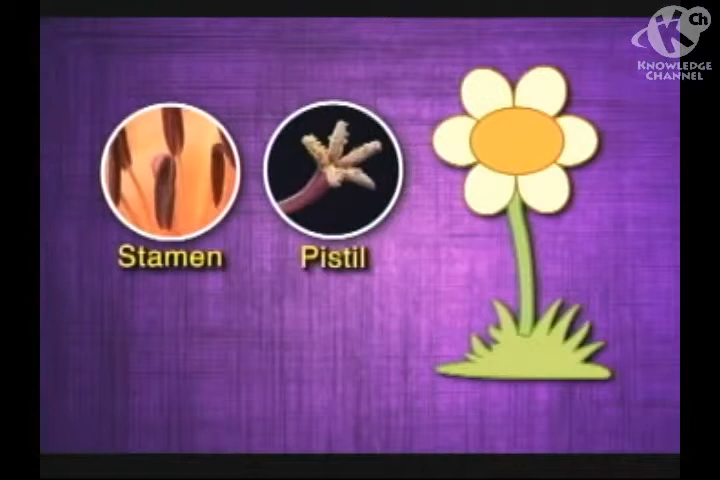 Ch
K
KNOWLEDGE
CHANNEL
Stamen
Pistil